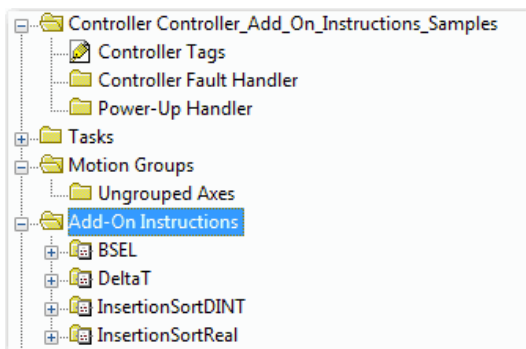 Controller Controller_Add_On_Instructions_Samples
Controller Tags
Controller Fault Handler
Power-Up Handler
Tasks
Motion Groups
Ungrouped Axes
Add-On Instructions
BSEL
DeltaT
InsertionSortDINT
InsertionSortReal